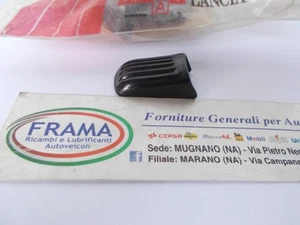 LANCIA
FRAMA
Ricambi e Lubrificanti
Autoveicoli
Forniture Generali per Au
CEPSA Mobil
Sede: MUGNANO (NA) - Via Pietro Nen
Filiale: MARANO (NA) - Via Campana